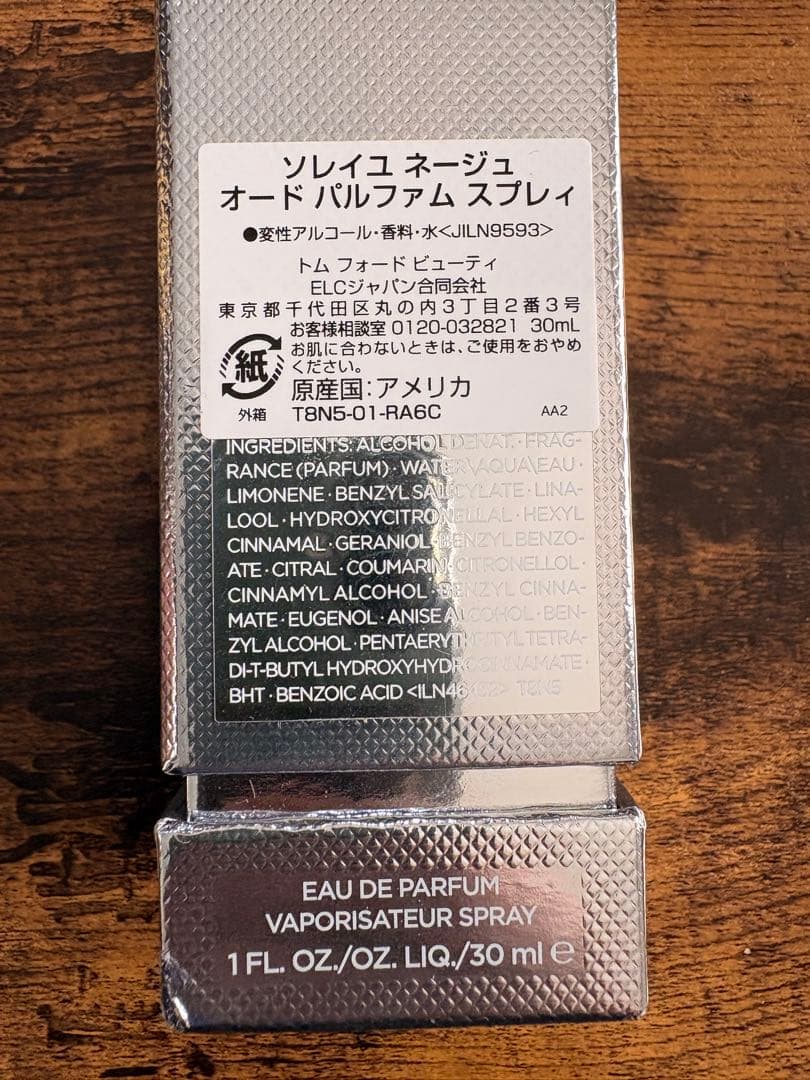 ソレイユ ネージュ
オード パルファム スプレィ
●変性アルコール・香料・水<JILN9593>
トム フォード ビューティ
ELCジャパン合同会社
東京都千代田区丸の内3丁目2番3号
お客様相談室 0120-032821 30mL
お肌に合わないときは、ご使用をおやめ
ください。
紙
原産国:アメリカ
外箱 T8N5-01-RA6C AA2
INGREDIENTS: ALCOHOL DENAT. · FRAG-
RANCE (PARFUM) · WATER\AQUA\EAU ·
LIMONENE · BENZYL SALICYLATE · LINA-
LOOL · HYDROXYCITRONELLAL · HEXYL
CINNAMAL · GERANIOL · BENZYL BENZO-
ATE · CITRAL · COUMARIN · CITRONELLOL ·
CINNAMYL ALCOHOL · BENZYL CINNA-
MATE · EUGENOL · ANISE ALCOHOL · BEN-
ZYL ALCOHOL · PENTAERYTHRITYL TETRA-
DI-T-BUTYL HYDROXYHYDROCINNAMATE ·
BHT · BENZOIC ACID T8N5
EAU DE PARFUM
VAPORISATEUR SPRAY
1 FL. OZ./OZ. LIQ./30 ml ℮